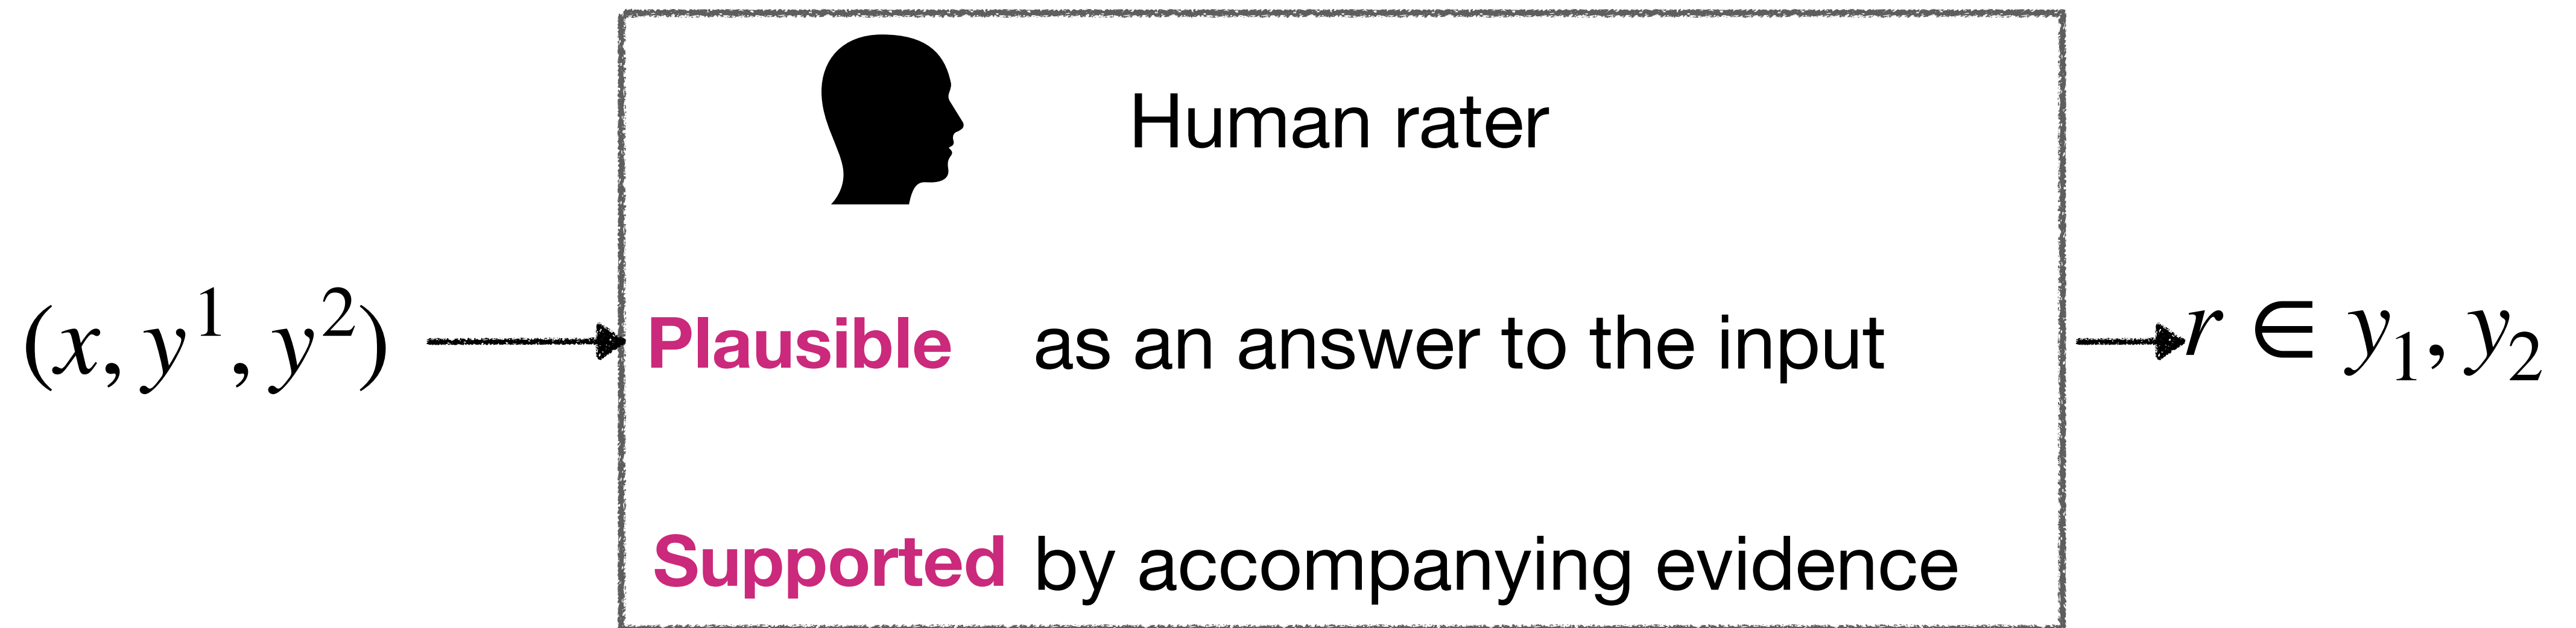 Human rater
(x, y¹, y²)
Plausible as an answer to the input
r ∈ y₁, y₂
Supported by accompanying evidence